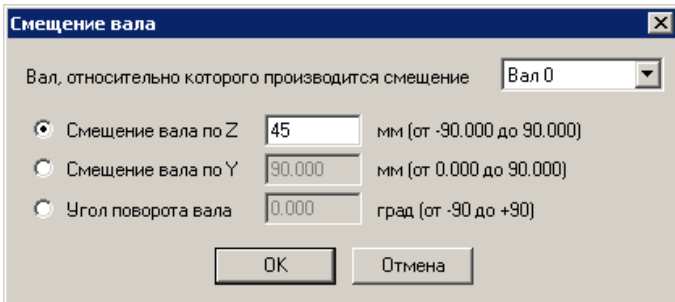 Смещение вала
Вал, относительно которого производится смещение Вал 0
Смещение вала по Z 45 мм (от -90.000 до 90.000)
Смещение вала по Y 90.000 мм (от 0.000 до 90.000)
Угол поворота вала 0.000 град (от -90 до +90)
OK Отмена